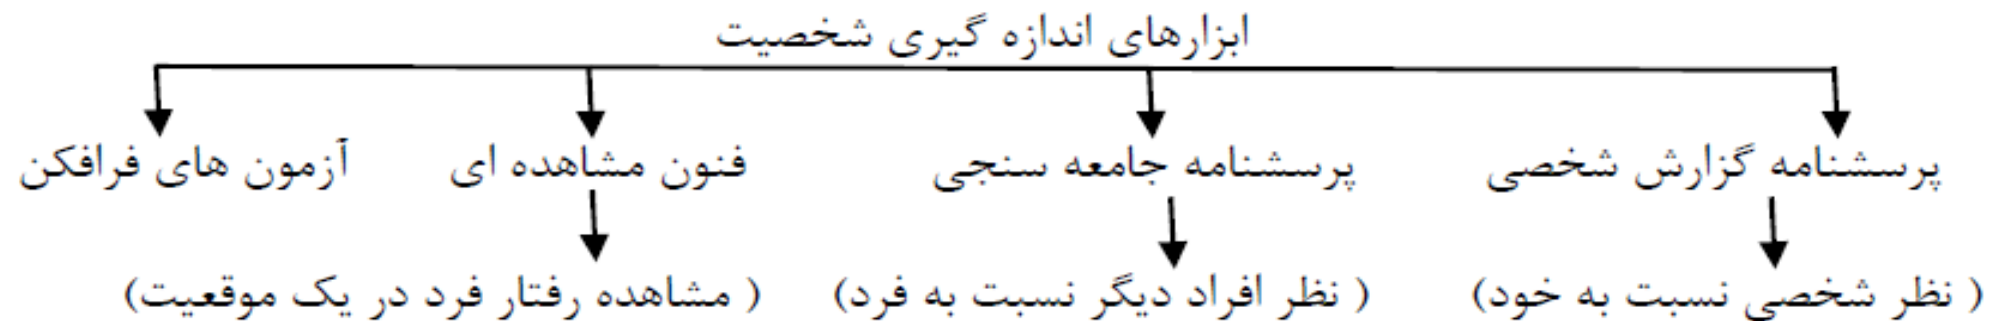 ابزارهای اندازه گیری شخصیت
پرسشنامه گزارش شخصی پرسشنامه جامعه سنجی فنون مشاهده ای آزمون های فرافکن
( نظر شخصی نسبت به خود) ( نظر افراد دیگر نسبت به فرد) ( مشاهده رفتار فرد در یک موقعیت)